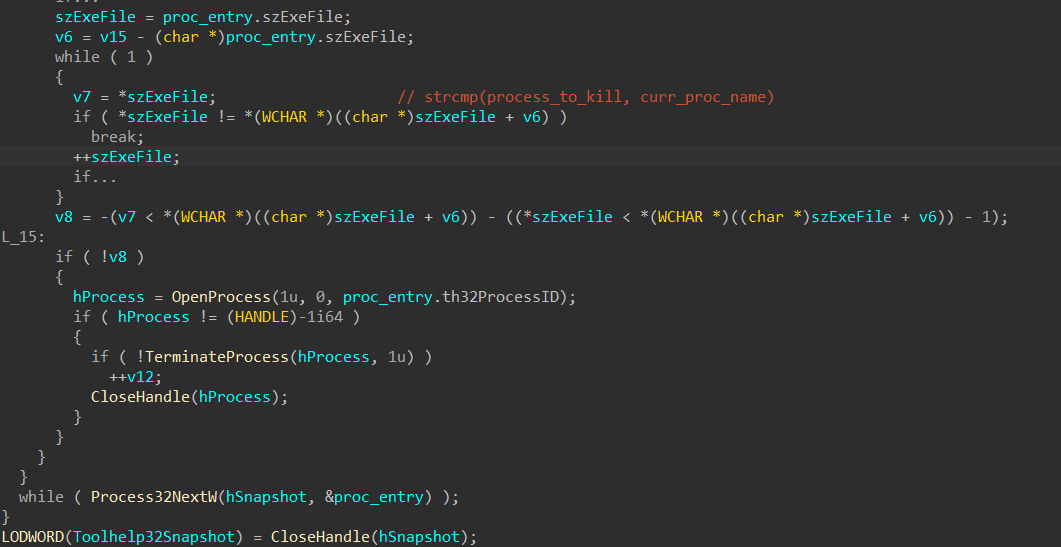 szExeFile = proc_entry.szExeFile;
v6 = v15 - (char *)proc_entry.szExeFile;
while ( 1 )
{
v7 = *szExeFile; // strcmp(process_to_kill, curr_proc_name)
if ( *szExeFile != *(WCHAR *)((char *)szExeFile + v6) )
break;
++szExeFile;
if...
}
v8 = -(v7 < *(WCHAR *)((char *)szExeFile + v6)) - ((*szExeFile < *(WCHAR *)((char *)szExeFile + v6)) - 1);
L_15:
if ( !v8 )
{
hProcess = OpenProcess(1u, 0, proc_entry.th32ProcessID);
if ( hProcess != (HANDLE)-1i64 )
{
if ( !TerminateProcess(hProcess, 1u) )
++v12;
CloseHandle(hProcess);
}
}
}
}
while ( Process32NextW(hSnapshot, &proc_entry) );
}
LODWORD(Toolhelp32Snapshot) = CloseHandle(hSnapshot);